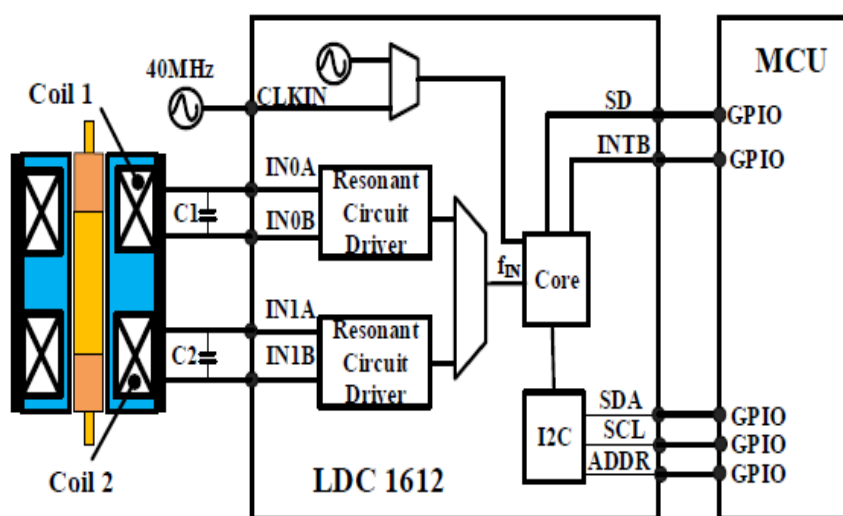 MCU
40MHz
Coil 1
CLKIN
SD
GPIO
INTB
GPIO
IN0A
Resonant
Circuit
Driver
C1
IN0B
fIN
Core
IN1A
Resonant
Circuit
Driver
C2
IN1B
SDA
GPIO
I2C
SCL
GPIO
ADDR
GPIO
Coil 2
LDC 1612